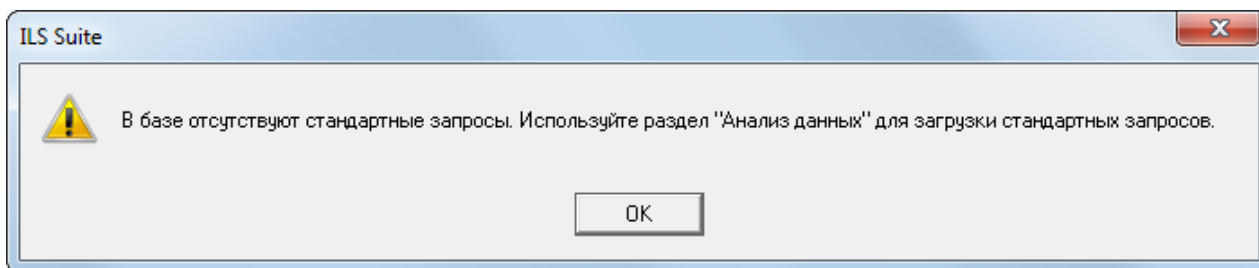 ILS Suite
В базе отсутствуют стандартные запросы. Используйте раздел "Анализ данных" для загрузки стандартных запросов.
OK